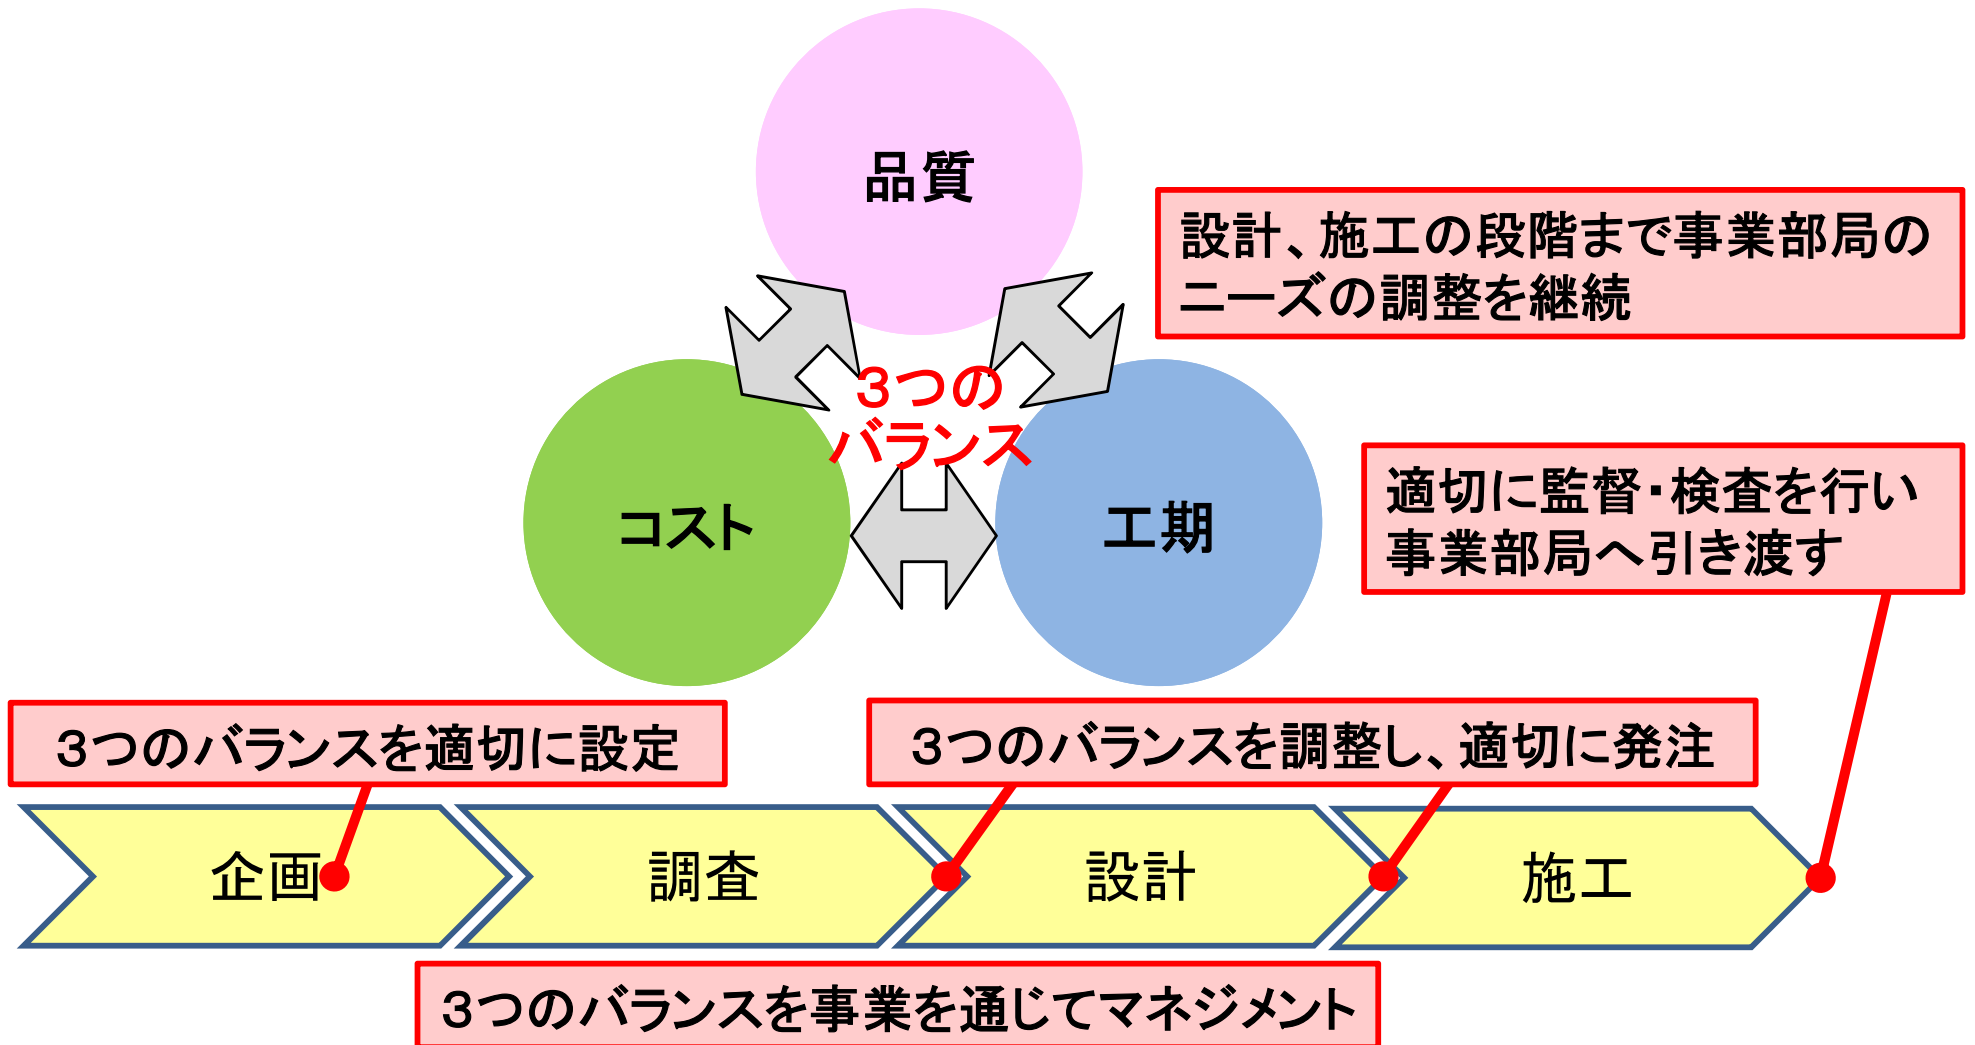 品質
設計、施工の段階まで事業部局の
ニーズの調整を継続
３つの
バランス
コスト
工期
適切に監督・検査を行い
事業部局へ引き渡す
３つのバランスを適切に設定
３つのバランスを調整し、適切に発注
企画
調査
設計
施工
３つのバランスを事業を通じてマネジメント